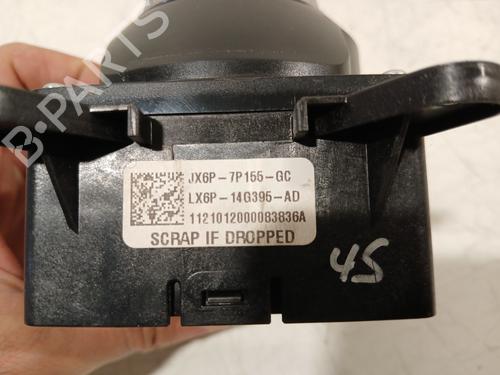 B-PARTS
JX6P-7P155-GC
LX6P-14G395-AD
1121012000083836A
SCRAP IF DROPPED
45